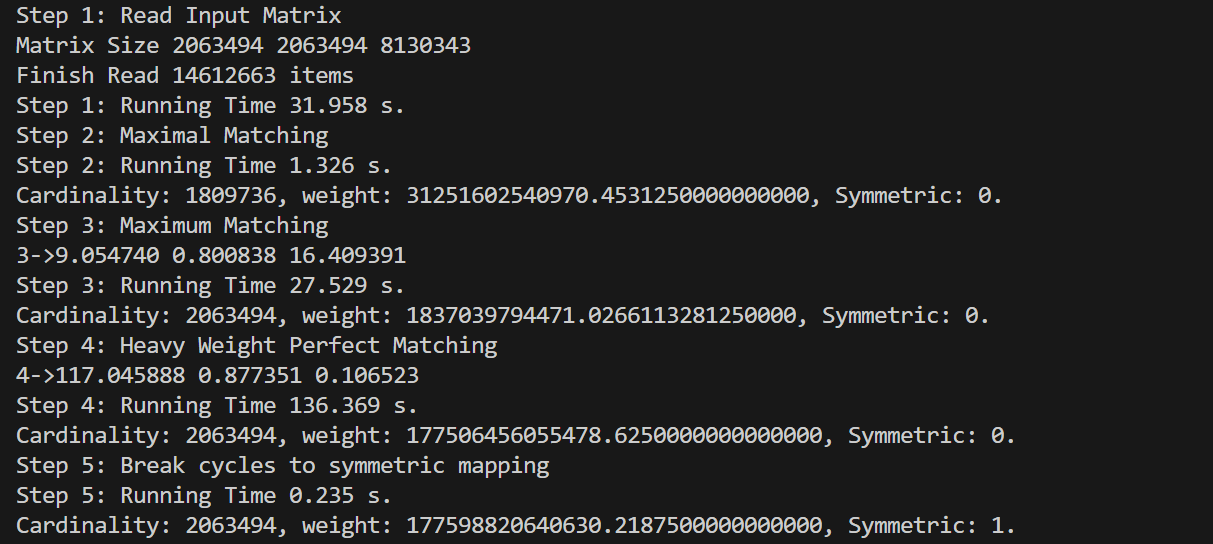 Step 1: Read Input Matrix
Matrix Size 2063494 2063494 8130343
Finish Read 14612663 items
Step 1: Running Time 31.958 s.
Step 2: Maximal Matching
Step 2: Running Time 1.326 s.
Cardinality: 1809736, weight: 31251602540970.4531250000000000, Symmetric: 0.
Step 3: Maximum Matching
3->9.054740 0.800838 16.409391
Step 3: Running Time 27.529 s.
Cardinality: 2063494, weight: 1837039794471.0266113281250000, Symmetric: 0.
Step 4: Heavy Weight Perfect Matching
4->117.045888 0.877351 0.106523
Step 4: Running Time 136.369 s.
Cardinality: 2063494, weight: 177506456055478.6250000000000000, Symmetric: 0.
Step 5: Break cycles to symmetric mapping
Step 5: Running Time 0.235 s.
Cardinality: 2063494, weight: 177598820640630.2187500000000000, Symmetric: 1.